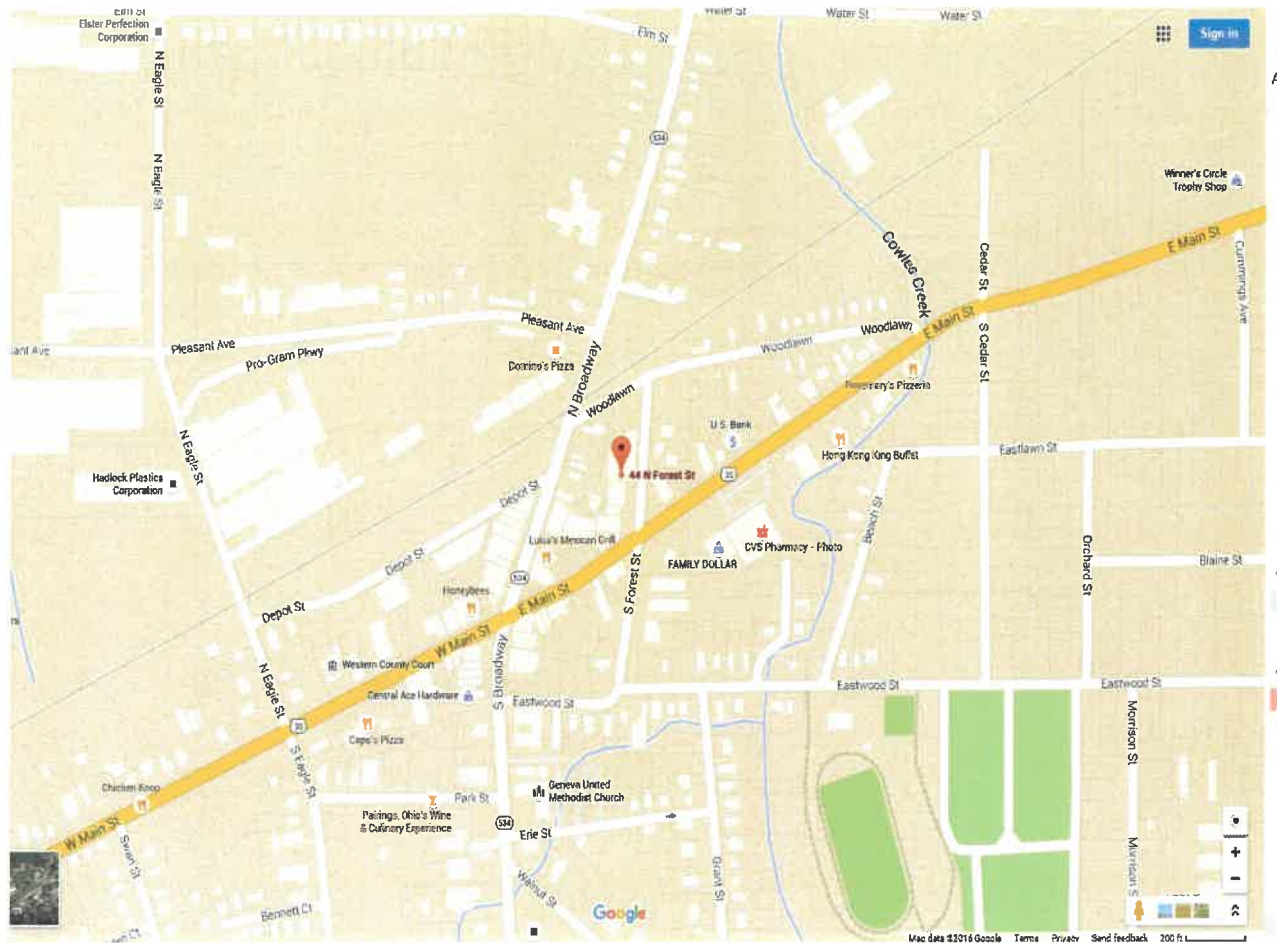 Elm St
Water St
Water St
Water St
Elster Perfection
Corporation
Elm St
Sign in
N Eagle St
534
N Eagle St
Winner's Circle
Trophy Shop
E Main St
Cowles Creek
Cedar St
Cummings Ave
Pleasant Ave
E Main St
Woodlawn
Woodlawn
S Cedar St
ant Ave
Pleasant Ave
Pro-Gram Pkwy
Domino's Pizza
N Broadway
Woodlawn
U.S. Bank
$
Hong Kong King Buffet
Eastlawn St
N Eagle St
44 N Forest St
Hadlock Plastics
Corporation
Depot St
Beach St
Luisa's Mexican Grill
CVS Pharmacy - Photo
FAMILY DOLLAR
Orchard St
Blaine St
Depot St
534
Honeybees
E Main St
S Forest St
Depot St
W Main St
Western County Court
N Eagle St
S Broadway
Central Ace Hardware
Eastwood St
Eastwood St
Eastwood St
Morrison St
Capo's Pizza
S Eagle St
Chicken Koop
Geneva United
Methodist Church
Park St
Pairings, Ohio's Wine
& Culinary Experience
534
Erie St
W Main St
Swan St
Grant St
Morrison S
+
−
Walnut St
Bennett Ct
Google
Map data ©2016 Google Terms Privacy Send feedback 200 ft